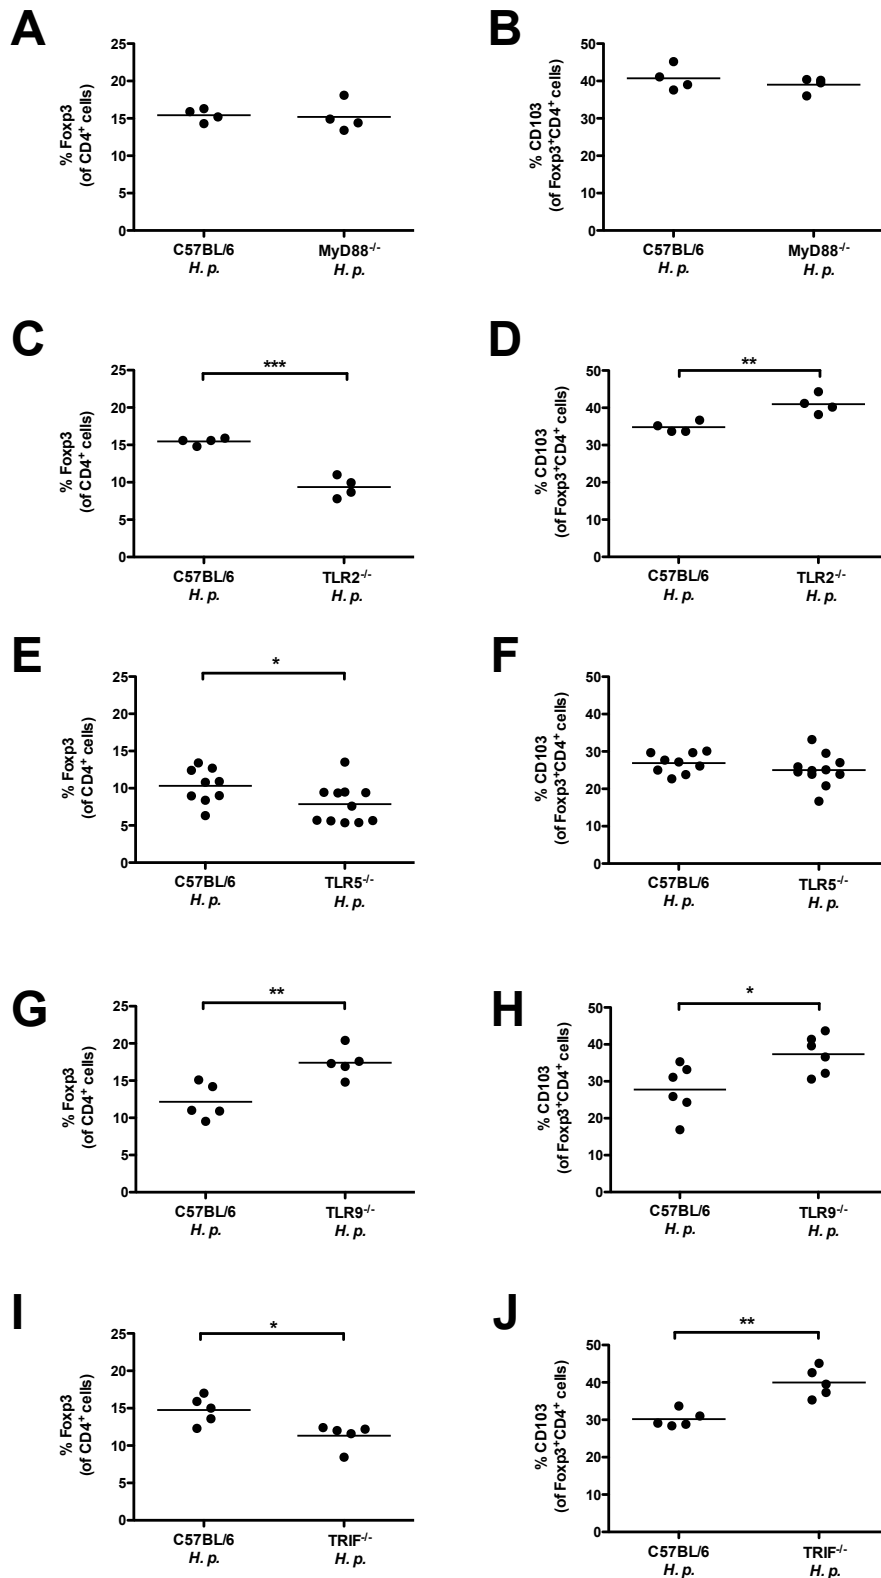 A
% Foxp3
(of CD4⁺ cells)
25
20
15
10
5
0
C57BL/6
H. p.
MyD88⁻/⁻
H. p.
B
% CD103
(of Foxp3⁺CD4⁺ cells)
50
40
30
20
10
0
C57BL/6
H. p.
MyD88⁻/⁻
H. p.
C
% Foxp3
(of CD4⁺ cells)
25
20
15
10
5
0
***
C57BL/6
H. p.
TLR2⁻/⁻
H. p.
D
% CD103
(of Foxp3⁺CD4⁺ cells)
50
40
30
20
10
0
**
C57BL/6
H. p.
TLR2⁻/⁻
H. p.
E
% Foxp3
(of CD4⁺ cells)
25
20
15
10
5
0
*
C57BL/6
H. p.
TLR5⁻/⁻
H. p.
F
% CD103
(of Foxp3⁺CD4⁺ cells)
50
40
30
20
10
0
C57BL/6
H. p.
TLR5⁻/⁻
H. p.
G
% Foxp3
(of CD4⁺ cells)
25
20
15
10
5
0
**
C57BL/6
H. p.
TLR9⁻/⁻
H. p.
H
% CD103
(of Foxp3⁺CD4⁺ cells)
50
40
30
20
10
0
*
C57BL/6
H. p.
TLR9⁻/⁻
H. p.
I
% Foxp3
(of CD4⁺ cells)
25
20
15
10
5
0
*
C57BL/6
H. p.
TRIF⁻/⁻
H. p.
J
% CD103
(of Foxp3⁺CD4⁺ cells)
50
40
30
20
10
0
**
C57BL/6
H. p.
TRIF⁻/⁻
H. p.